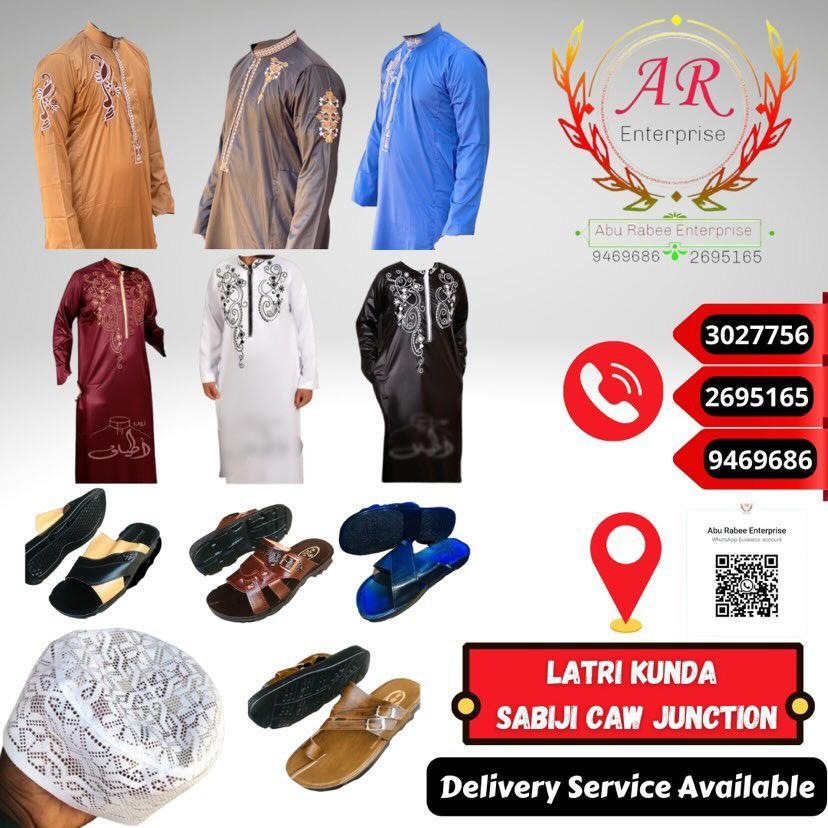 AR
Enterprise
Abu Rabee Enterprise
9469686 2695165
3027756
2695165
9469686
Abu Rabee Enterprise
WhatsApp business account
LATRI KUNDA
SABIJI CAW JUNCTION
Delivery Service Available